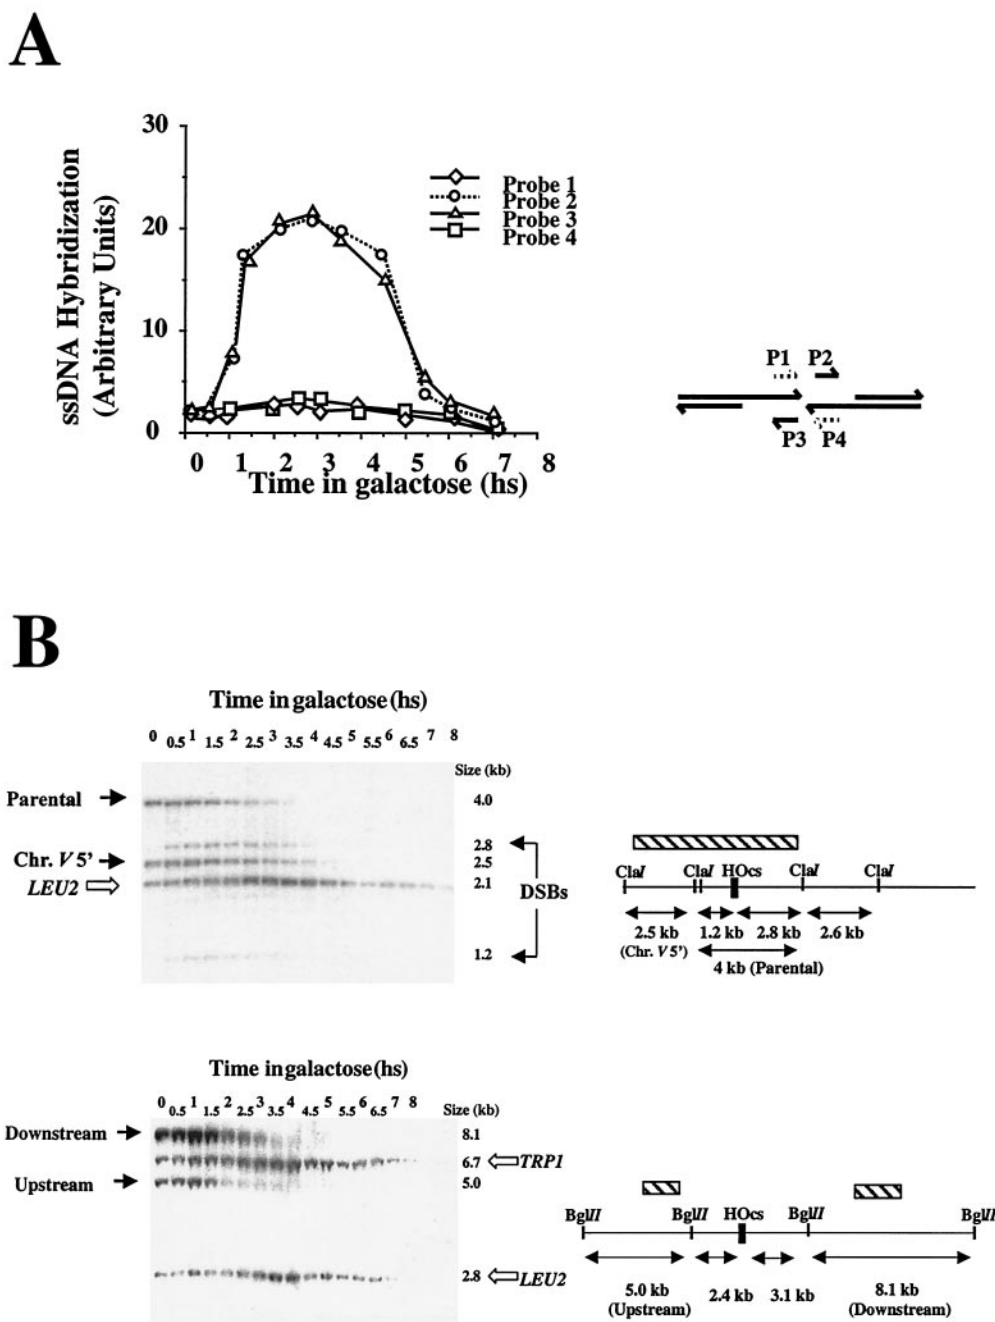 A
ssDNA Hybridization
(Arbitrary Units)
30
20
10
0
0 1 2 3 4 5 6 7 8
Time in galactose (hs)
Probe 1
Probe 2
Probe 3
Probe 4
P1 P2
P3 P4
B
Time in galactose (hs)
0 0.5 1 1.5 2 2.5 3 3.5 4 4.5 5 5.5 6 6.5 7 8
Size (kb)
Parental 4.0
2.8
Chr. V 5' 2.5
LEU2 2.1
DSBs
1.2
ClaI ClaI HOcs ClaI ClaI
2.5 kb 1.2 kb 2.8 kb 2.6 kb
(Chr. V 5')
4 kb (Parental)
Time in galactose (hs)
0 0.5 1 1.5 2 2.5 3 3.5 4 4.5 5 5.5 6 6.5 7 8
Size (kb)
Downstream 8.1
6.7 TRP1
Upstream 5.0
2.8 LEU2
BglII BglII HOcs BglII BglII
5.0 kb 2.4 kb 3.1 kb 8.1 kb
(Upstream) (Downstream)